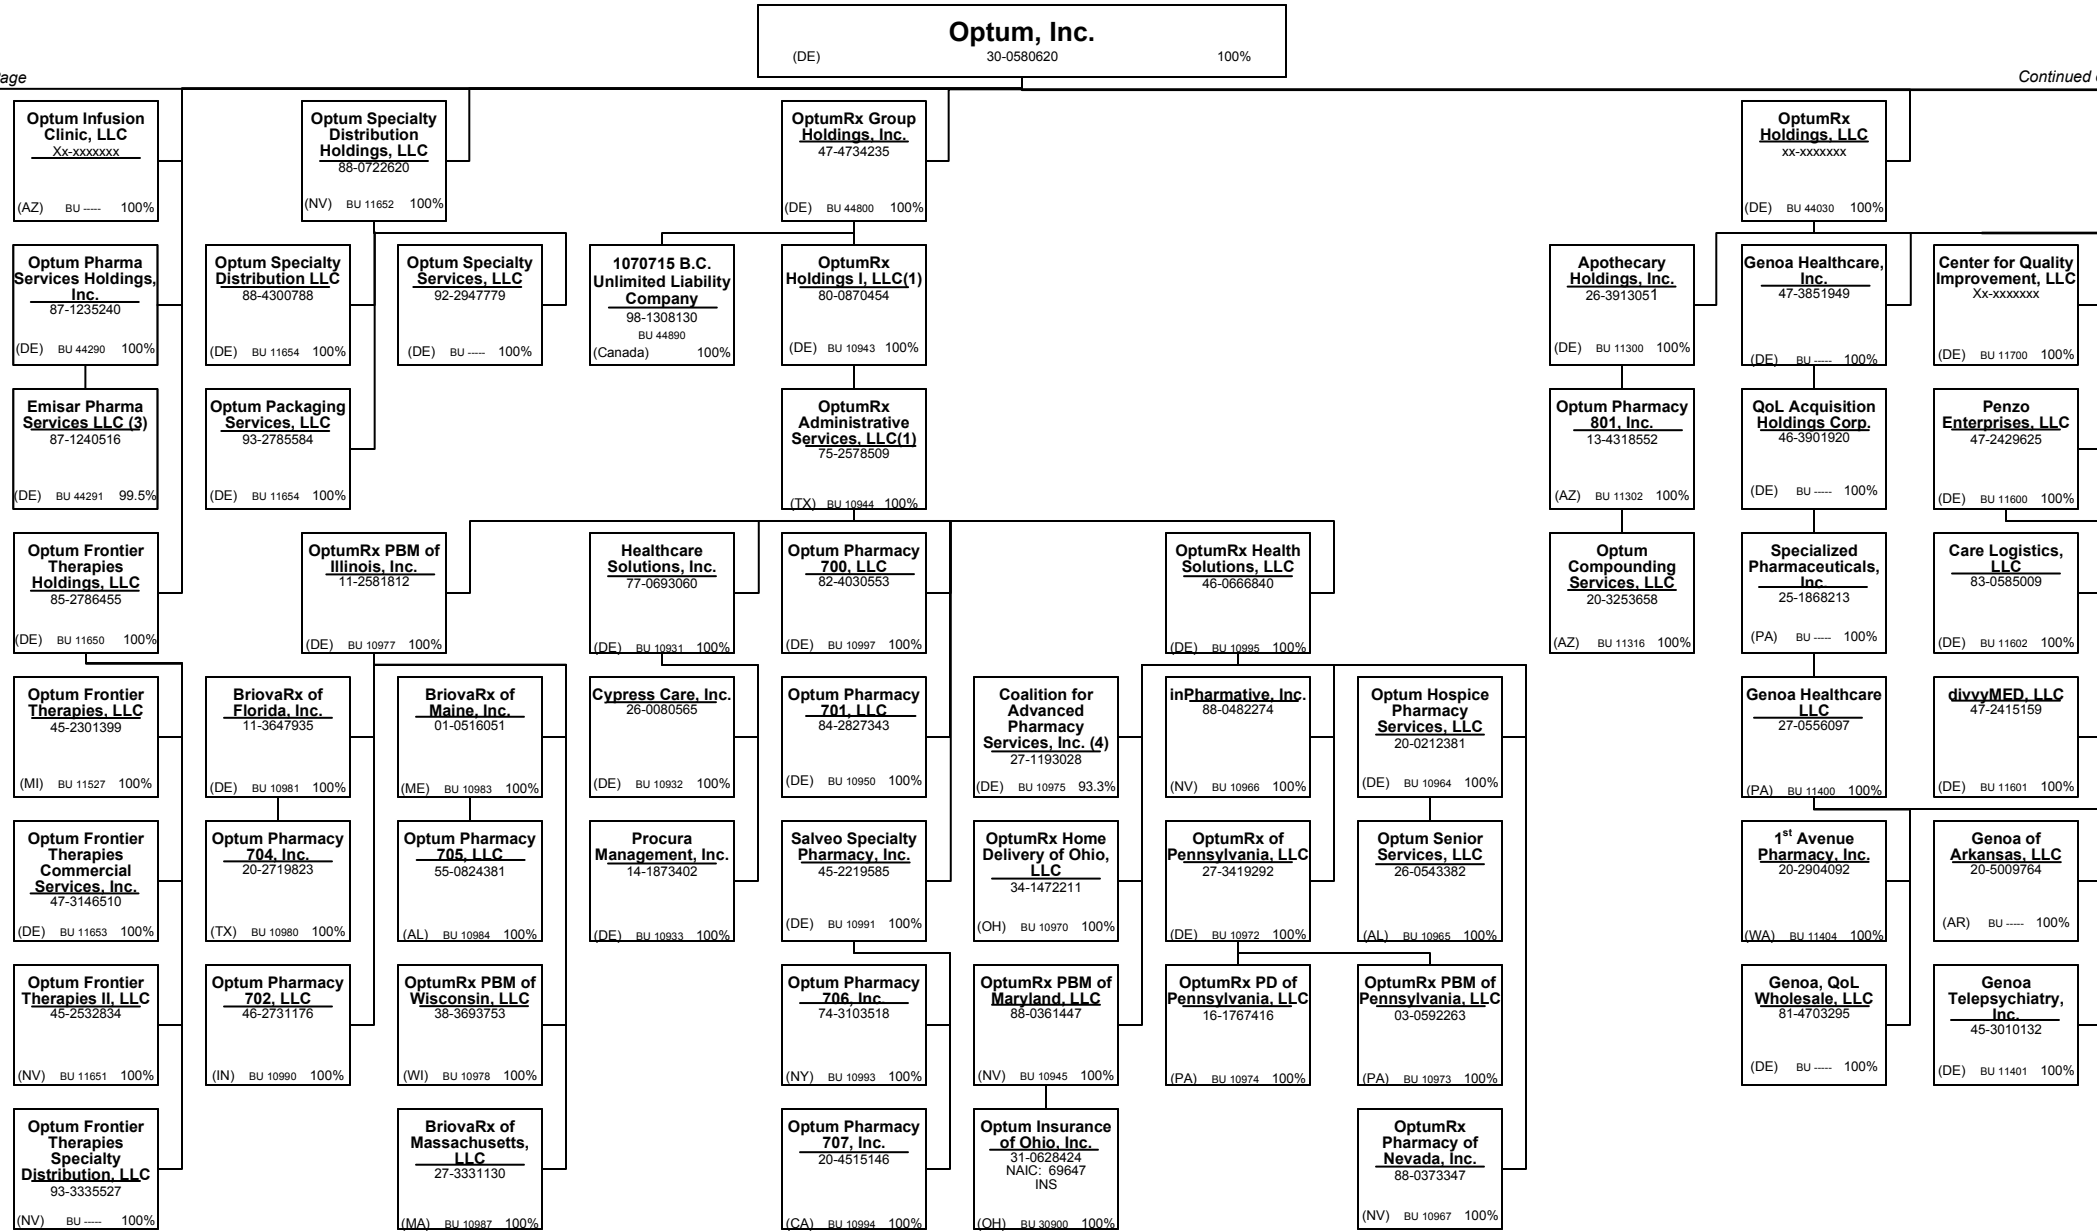 Optum, Inc.
(DE) 30-0580620 100%
age
Continued
Optum Infusion
Clinic, LLC
Xx-xxxxxxx
(AZ) BU ----- 100%
Optum Specialty
Distribution
Holdings, LLC
88-0722620
(NV) BU 11652 100%
OptumRx Group
Holdings, Inc.
47-4734235
(DE) BU 44800 100%
OptumRx
Holdings, LLC
xx-xxxxxxx
(DE) BU 44030 100%
Optum Pharma
Services Holdings,
Inc.
87-1235240
(DE) BU 44290 100%
Optum Specialty
Distribution LLC
88-4300788
(DE) BU 11654 100%
Optum Specialty
Services, LLC
92-2947779
(DE) BU ----- 100%
1070715 B.C.
Unlimited Liability
Company
98-1308130
BU 44890
(Canada) 100%
OptumRx
Holdings I, LLC(1)
80-0870454
(DE) BU 10943 100%
Apothecary
Holdings, Inc.
26-3913051
(DE) BU 11300 100%
Genoa Healthcare,
Inc.
47-3851949
(DE) BU ----- 100%
Center for Quality
Improvement, LLC
Xx-xxxxxxx
(DE) BU 11700 100%
Emisar Pharma
Services LLC (3)
87-1240516
(DE) BU 44291 99.5%
Optum Packaging
Services, LLC
93-2785584
(DE) BU 11654 100%
OptumRx
Administrative
Services, LLC(1)
75-2578509
(TX) BU 10944 100%
Optum Pharmacy
801, Inc.
13-4318552
(AZ) BU 11302 100%
QoL Acquisition
Holdings Corp.
46-3901920
(DE) BU ----- 100%
Penzo
Enterprises, LLC
47-2429625
(DE) BU 11600 100%
Optum Frontier
Therapies
Holdings, LLC
85-2786455
(DE) BU 11650 100%
OptumRx PBM of
Illinois, Inc.
11-2581812
(DE) BU 10977 100%
Healthcare
Solutions, Inc.
77-0693060
(DE) BU 10931 100%
Optum Pharmacy
700, LLC
82-4030553
(DE) BU 10997 100%
OptumRx Health
Solutions, LLC
46-0666840
(DE) BU 10995 100%
Optum
Compounding
Services, LLC
20-3253658
(AZ) BU 11316 100%
Specialized
Pharmaceuticals,
Inc.
25-1868213
(PA) BU ----- 100%
Care Logistics,
LLC
83-0585009
(DE) BU 11602 100%
Optum Frontier
Therapies, LLC
45-2301399
(MI) BU 11527 100%
BriovaRx of
Florida, Inc.
11-3647935
(DE) BU 10981 100%
BriovaRx of
Maine, Inc.
01-0516051
(ME) BU 10983 100%
Cypress Care, Inc.
26-0080565
(DE) BU 10932 100%
Optum Pharmacy
701, LLC
84-2827343
(DE) BU 10950 100%
Coalition for
Advanced
Pharmacy
Services, Inc. (4)
27-1193028
(DE) BU 10975 93.3%
inPharmative, Inc.
88-0482274
(NV) BU 10966 100%
Optum Hospice
Pharmacy
Services, LLC
20-0212381
(DE) BU 10964 100%
Genoa Healthcare
LLC
27-0556097
(PA) BU 11400 100%
divvyMED, LLC
47-2415159
(DE) BU 11601 100%
Optum Frontier
Therapies
Commercial
Services, Inc.
47-3146510
(DE) BU 11653 100%
Optum Pharmacy
704, Inc.
20-2719823
(TX) BU 10980 100%
Optum Pharmacy
705, LLC
55-0824381
(AL) BU 10984 100%
Procura
Management, Inc.
14-1873402
(DE) BU 10933 100%
Salveo Specialty
Pharmacy, Inc.
45-2219585
(DE) BU 10991 100%
OptumRx Home
Delivery of Ohio,
LLC
34-1472211
(OH) BU 10970 100%
OptumRx of
Pennsylvania, LLC
27-3419292
(DE) BU 10972 100%
Optum Senior
Services, LLC
26-0543382
(AL) BU 10965 100%
1st Avenue
Pharmacy, Inc.
20-2904092
(WA) BU 11404 100%
Genoa of
Arkansas, LLC
20-5009764
(AR) BU ----- 100%
Optum Frontier
Therapies II, LLC
45-2532834
(NV) BU 11651 100%
Optum Pharmacy
702, LLC
46-2731176
(IN) BU 10990 100%
OptumRx PBM of
Wisconsin, LLC
38-3693753
(WI) BU 10978 100%
Optum Pharmacy
706, Inc.
74-3103518
(NY) BU 10993 100%
OptumRx PBM of
Maryland, LLC
88-0361447
(NV) BU 10945 100%
OptumRx PD of
Pennsylvania, LLC
16-1767416
(PA) BU 10974 100%
OptumRx PBM of
Pennsylvania, LLC
03-0592263
(PA) BU 10973 100%
Genoa, QoL
Wholesale, LLC
81-4703295
(DE) BU ----- 100%
Genoa
Telepsychiatry,
Inc.
45-3010132
(DE) BU 11401 100%
Optum Frontier
Therapies
Specialty
Distribution, LLC
93-3335527
(NV) BU ----- 100%
BriovaRx of
Massachusetts,
LLC
27-3331130
(MA) BU 10987 100%
Optum Pharmacy
707, Inc.
20-4515146
(CA) BU 10994 100%
Optum Insurance
of Ohio, Inc.
31-0628424
NAIC: 69647
INS
(OH) BU 30900 100%
OptumRx
Pharmacy of
Nevada, Inc.
88-0373347
(NV) BU 10967 100%